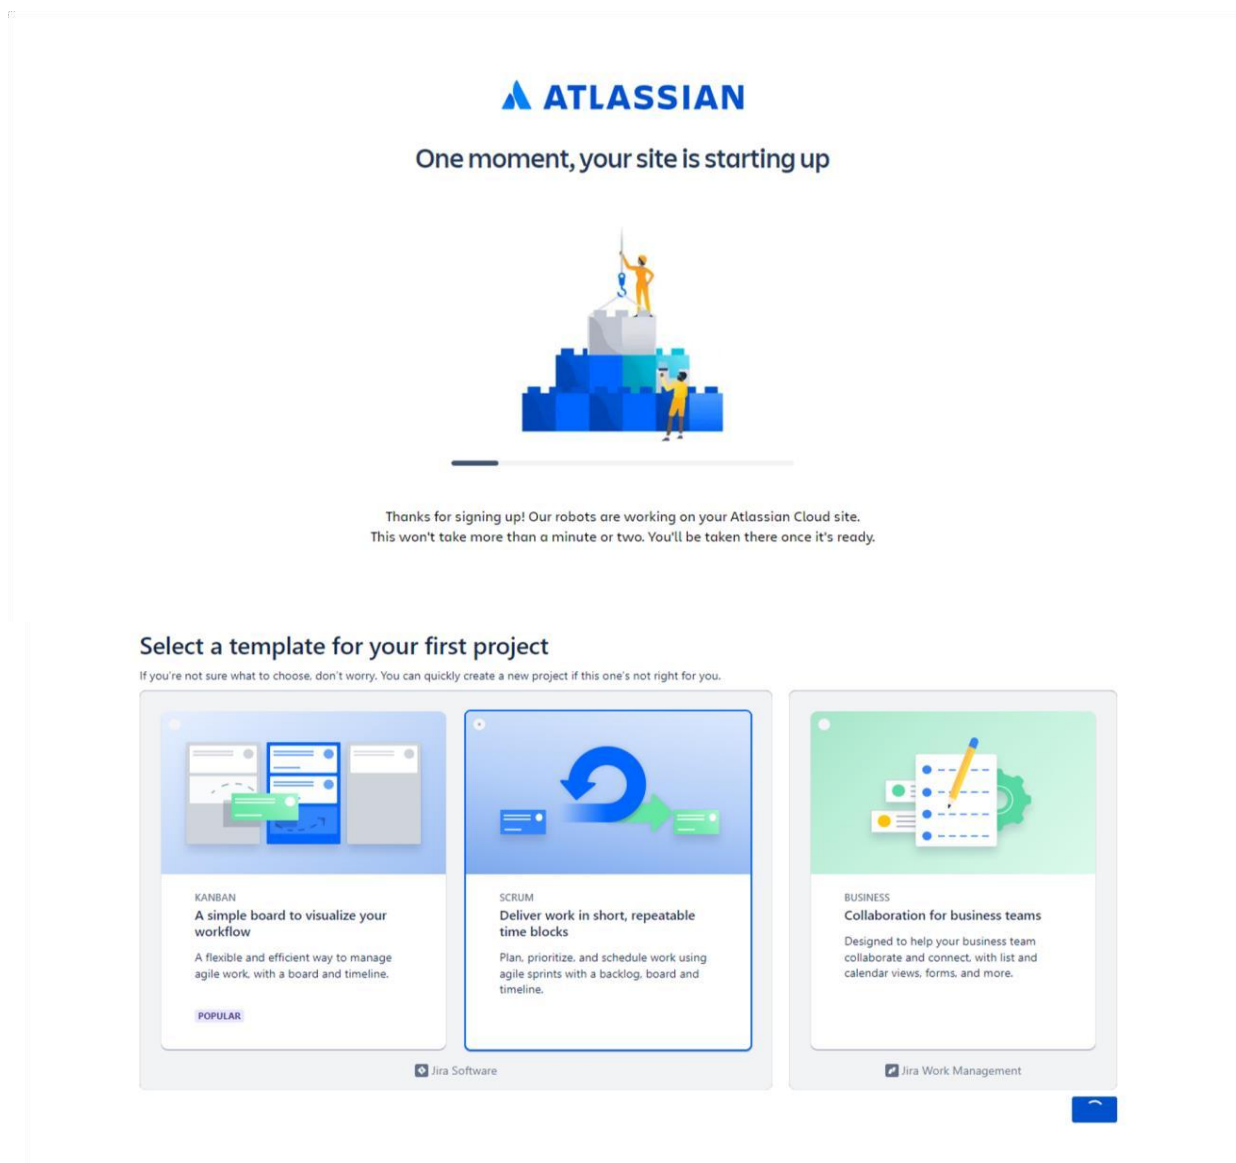 ATLASSIAN
One moment, your site is starting up
Thanks for signing up! Our robots are working on your Atlassian Cloud site.
This won't take more than a minute or two. You'll be taken there once it's ready.
Select a template for your first project
If you're not sure what to choose, don't worry. You can quickly create a new project if this one's not right for you.
KANBAN
A simple board to visualize your
workflow
A flexible and efficient way to manage
agile work, with a board and timeline.
POPULAR
SCRUM
Deliver work in short, repeatable
time blocks
Plan, prioritize, and schedule work using
agile sprints with a backlog, board and
timeline.
Jira Software
BUSINESS
Collaboration for business teams
Designed to help your business team
collaborate and connect, with list and
calendar views, forms, and more.
Jira Work Management